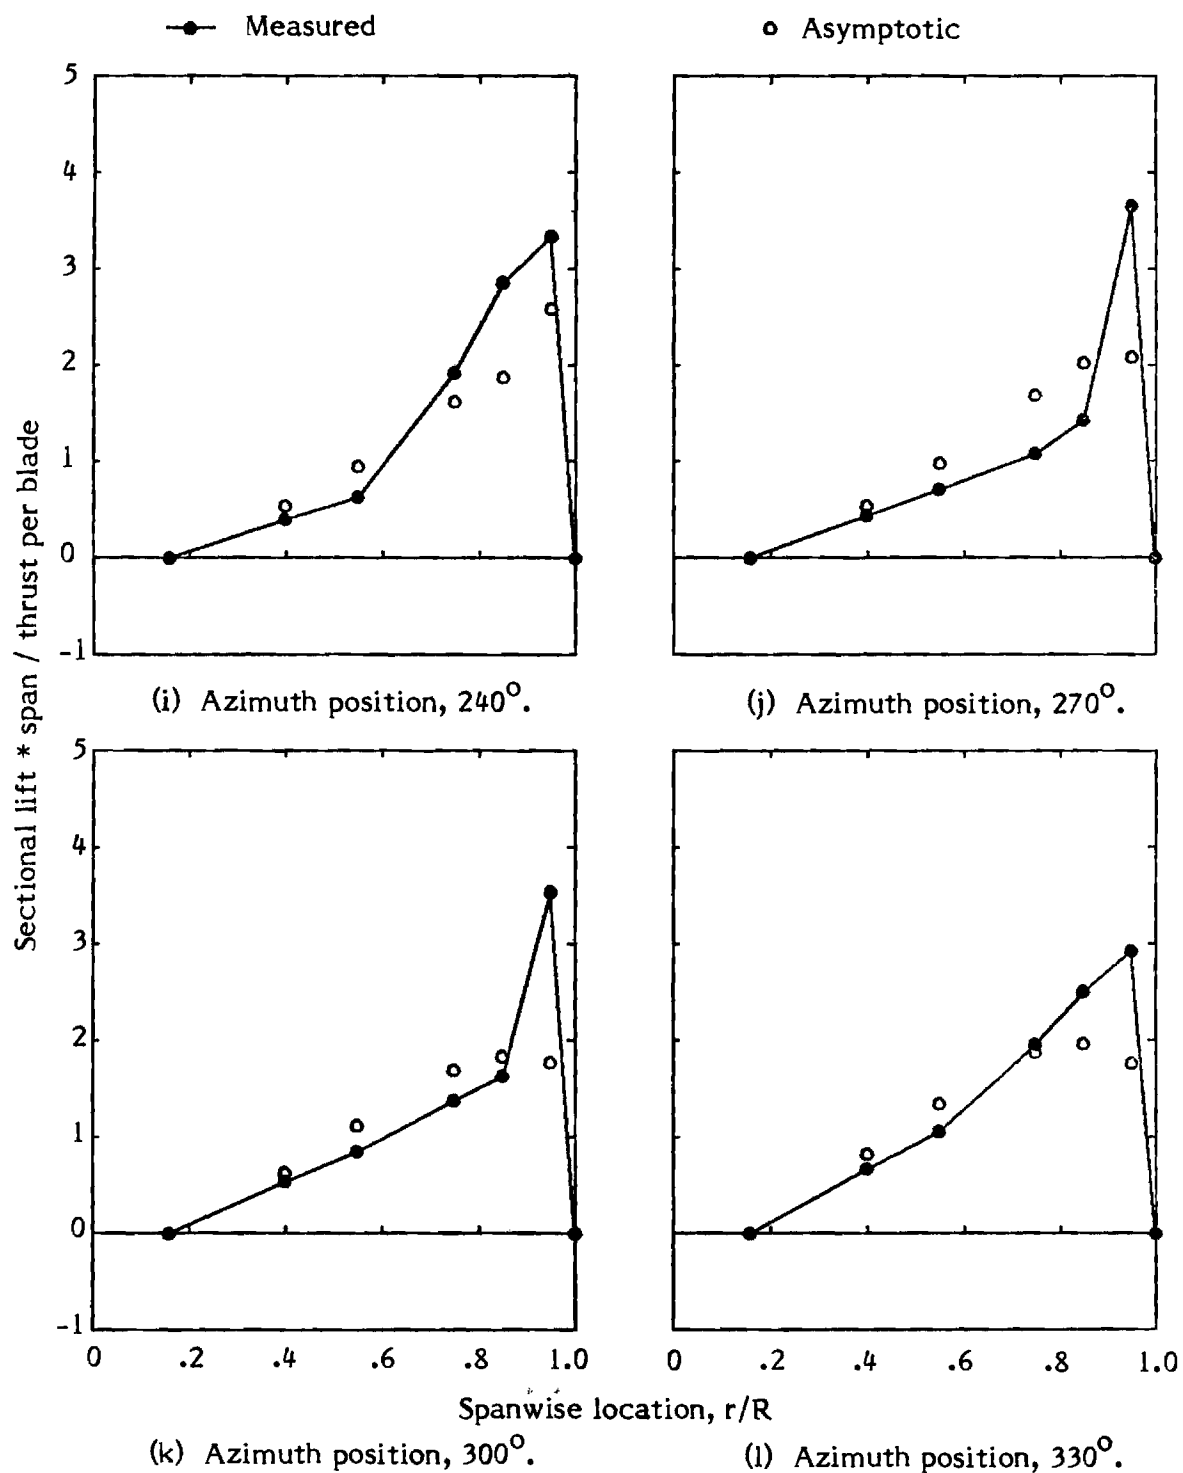 Measured
Asymptotic
Sectional lift * span / thrust per blade
5
4
3
2
1
0
-1
(i) Azimuth position, 240°.
(j) Azimuth position, 270°.
5
4
3
2
1
0
-1
0 .2 .4 .6 .8 1.0
0 .2 .4 .6 .8 1.0
Spanwise location, r/R
(k) Azimuth position, 300°.
(l) Azimuth position, 330°.